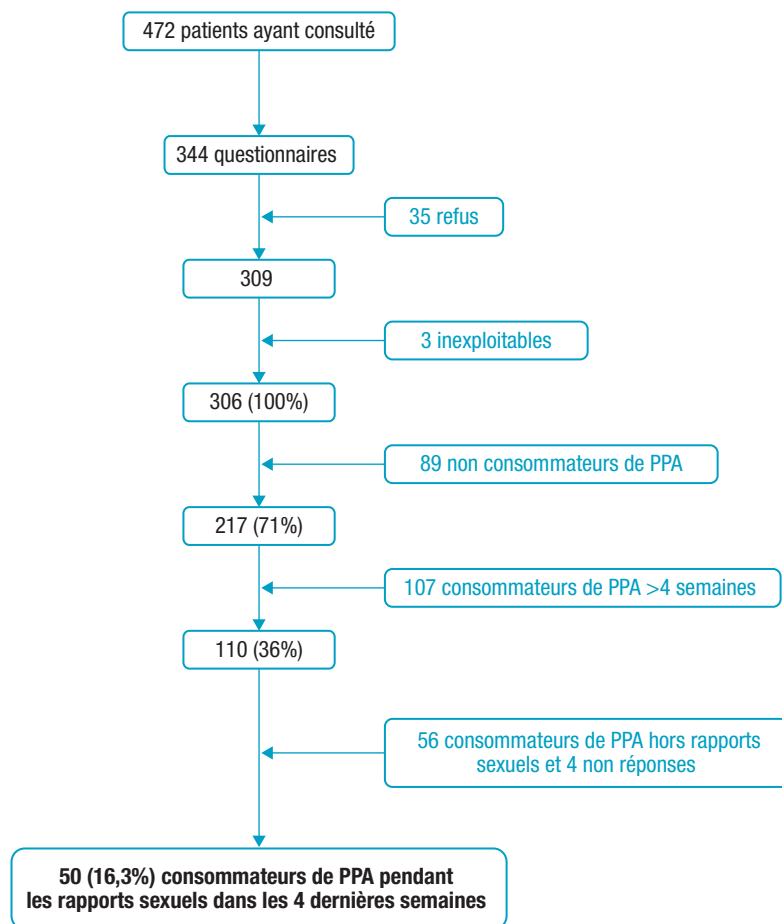 472 patients ayant consulté
344 questionnaires
35 refus
309
3 inexploitables
306 (100%)
89 non consommateurs de PPA
217 (71%)
107 consommateurs de PPA >4 semaines
110 (36%)
56 consommateurs de PPA hors rapports
sexuels et 4 non réponses
50 (16,3%) consommateurs de PPA pendant
les rapports sexuels dans les 4 dernières semaines